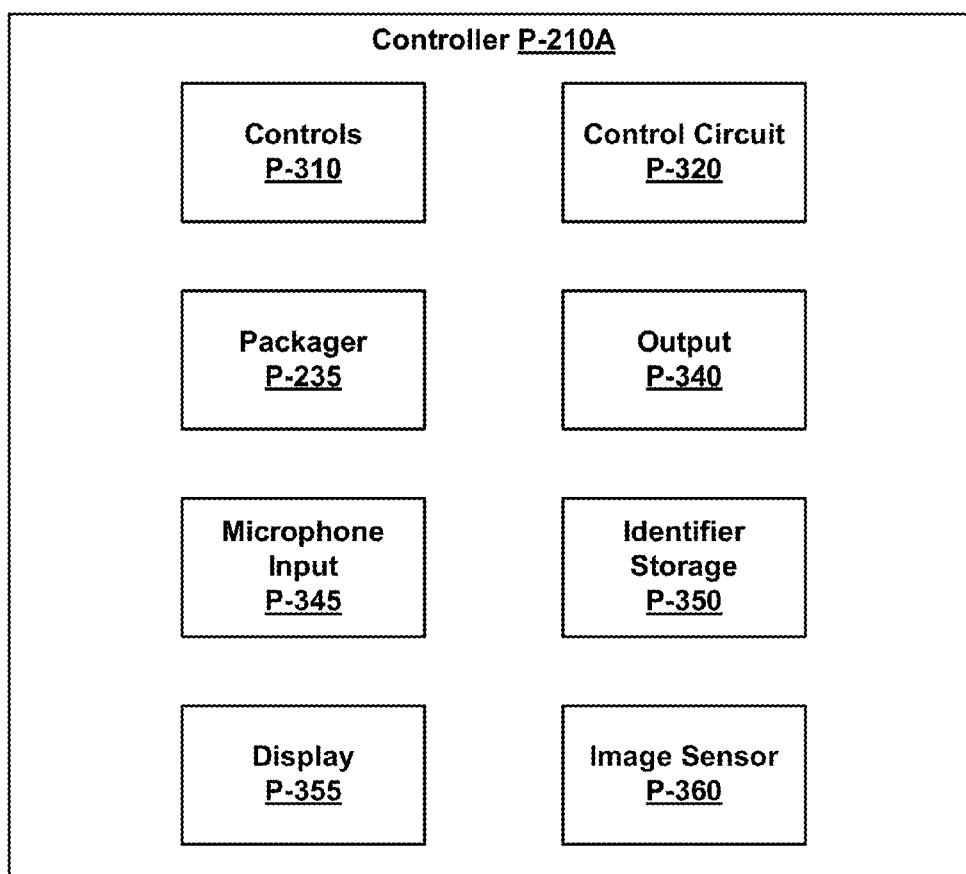 Controller P-210A
Controls
P-310
Control Circuit
P-320
Packager
P-235
Output
P-340
Microphone
Input
P-345
Identifier
Storage
P-350
Display
P-355
Image Sensor
P-360